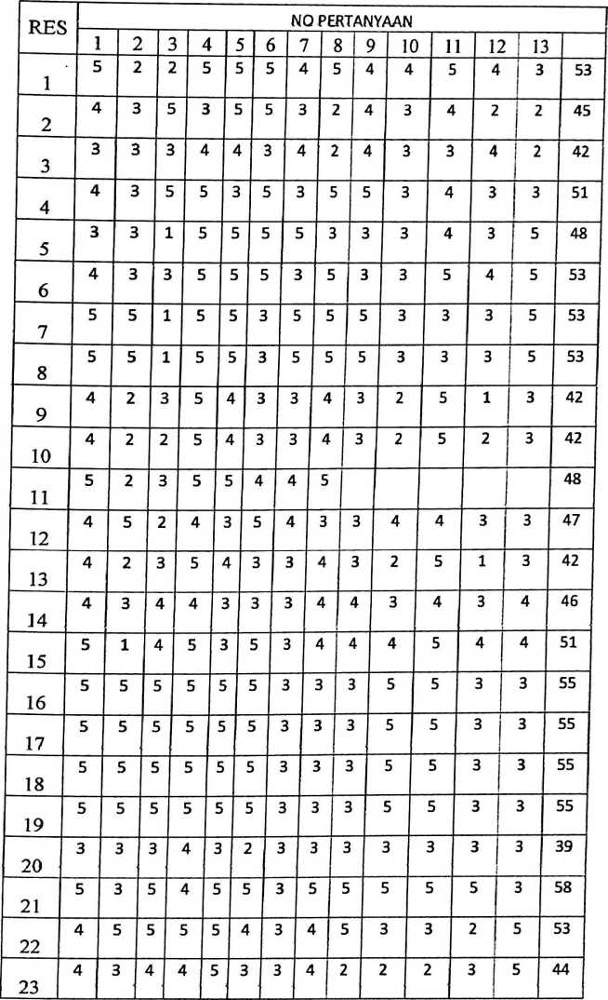 RES NO PERTANYAAN
1 2 3 4 5 6 7 8 9 10 11 12 13
1 5 2 2 5 5 5 4 5 4 4 5 4 3 53
2 4 3 5 3 5 5 3 2 4 3 4 2 2 45
3 3 3 3 4 4 3 4 2 4 3 3 4 2 42
4 4 3 5 5 3 5 3 5 5 3 4 3 3 51
5 3 3 1 5 5 5 5 3 3 3 4 3 5 48
6 4 3 3 5 5 5 3 5 3 3 5 4 5 53
7 5 5 1 5 5 3 5 5 5 3 3 3 5 53
8 5 5 1 5 5 3 5 5 5 3 3 3 5 53
9 4 2 3 5 4 3 3 4 3 2 5 1 3 42
10 4 2 2 5 4 3 3 4 3 2 5 2 3 42
11 5 2 3 5 5 4 4 5 48
12 4 5 2 4 3 5 4 3 3 4 4 3 3 47
13 4 2 3 5 4 3 3 4 3 2 5 1 3 42
14 4 3 4 4 3 3 3 4 4 3 4 3 4 46
15 5 1 4 5 3 5 3 4 4 4 5 4 4 51
16 5 5 5 5 5 5 3 3 3 5 5 3 3 55
17 5 5 5 5 5 5 3 3 3 5 5 3 3 55
18 5 5 5 5 5 5 3 3 3 5 5 3 3 55
19 5 5 5 5 5 5 3 3 3 5 5 3 3 55
20 3 3 3 4 3 2 3 3 3 3 3 3 3 39
21 5 3 5 4 5 5 3 5 5 5 5 5 3 58
22 4 5 5 5 5 4 3 4 5 3 3 2 5 53
23 4 3 4 4 5 3 3 4 2 2 2 3 5 44